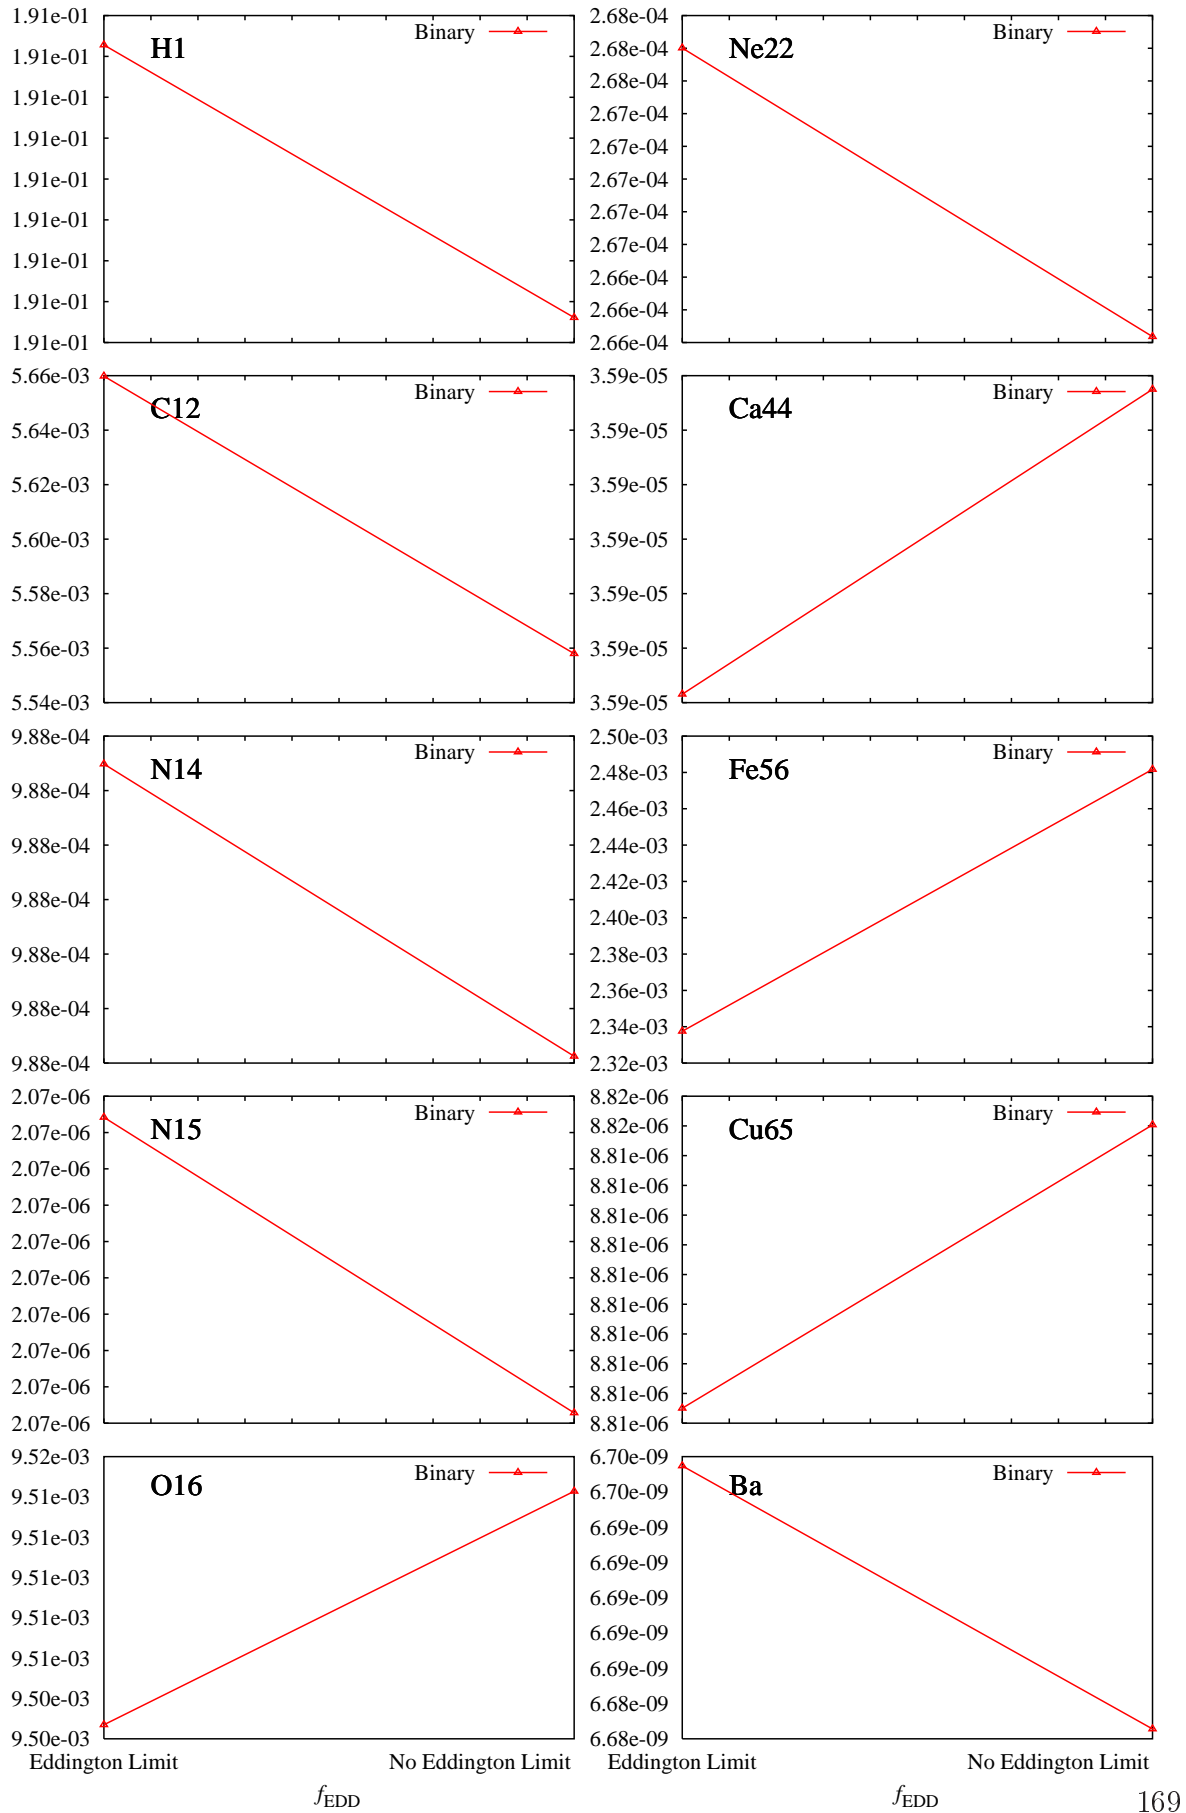 1.91e-01
1.91e-01
1.91e-01
1.91e-01
1.91e-01
1.91e-01
1.91e-01
1.91e-01
1.91e-01
H1
Binary
2.68e-04
2.68e-04
2.68e-04
2.67e-04
2.67e-04
2.67e-04
2.67e-04
2.67e-04
2.66e-04
2.66e-04
2.66e-04
Ne22
Binary
5.66e-03
5.64e-03
5.62e-03
5.60e-03
5.58e-03
5.56e-03
5.54e-03
C12
Binary
3.59e-05
3.59e-05
3.59e-05
3.59e-05
3.59e-05
3.59e-05
3.59e-05
Ca44
Binary
9.88e-04
9.88e-04
9.88e-04
9.88e-04
9.88e-04
9.88e-04
9.88e-04
N14
Binary
2.50e-03
2.48e-03
2.46e-03
2.44e-03
2.42e-03
2.40e-03
2.38e-03
2.36e-03
2.34e-03
2.32e-03
Fe56
Binary
2.07e-06
2.07e-06
2.07e-06
2.07e-06
2.07e-06
2.07e-06
2.07e-06
2.07e-06
2.07e-06
2.07e-06
N15
Binary
8.82e-06
8.82e-06
8.81e-06
8.81e-06
8.81e-06
8.81e-06
8.81e-06
8.81e-06
8.81e-06
8.81e-06
8.81e-06
8.81e-06
Cu65
Binary
9.52e-03
9.51e-03
9.51e-03
9.51e-03
9.51e-03
9.51e-03
9.50e-03
9.50e-03
O16
Binary
Eddington Limit No Eddington Limit
fEDD
6.70e-09
6.70e-09
6.69e-09
6.69e-09
6.69e-09
6.69e-09
6.69e-09
6.68e-09
6.68e-09
Ba
Binary
Eddington Limit No Eddington Limit
fEDD
169